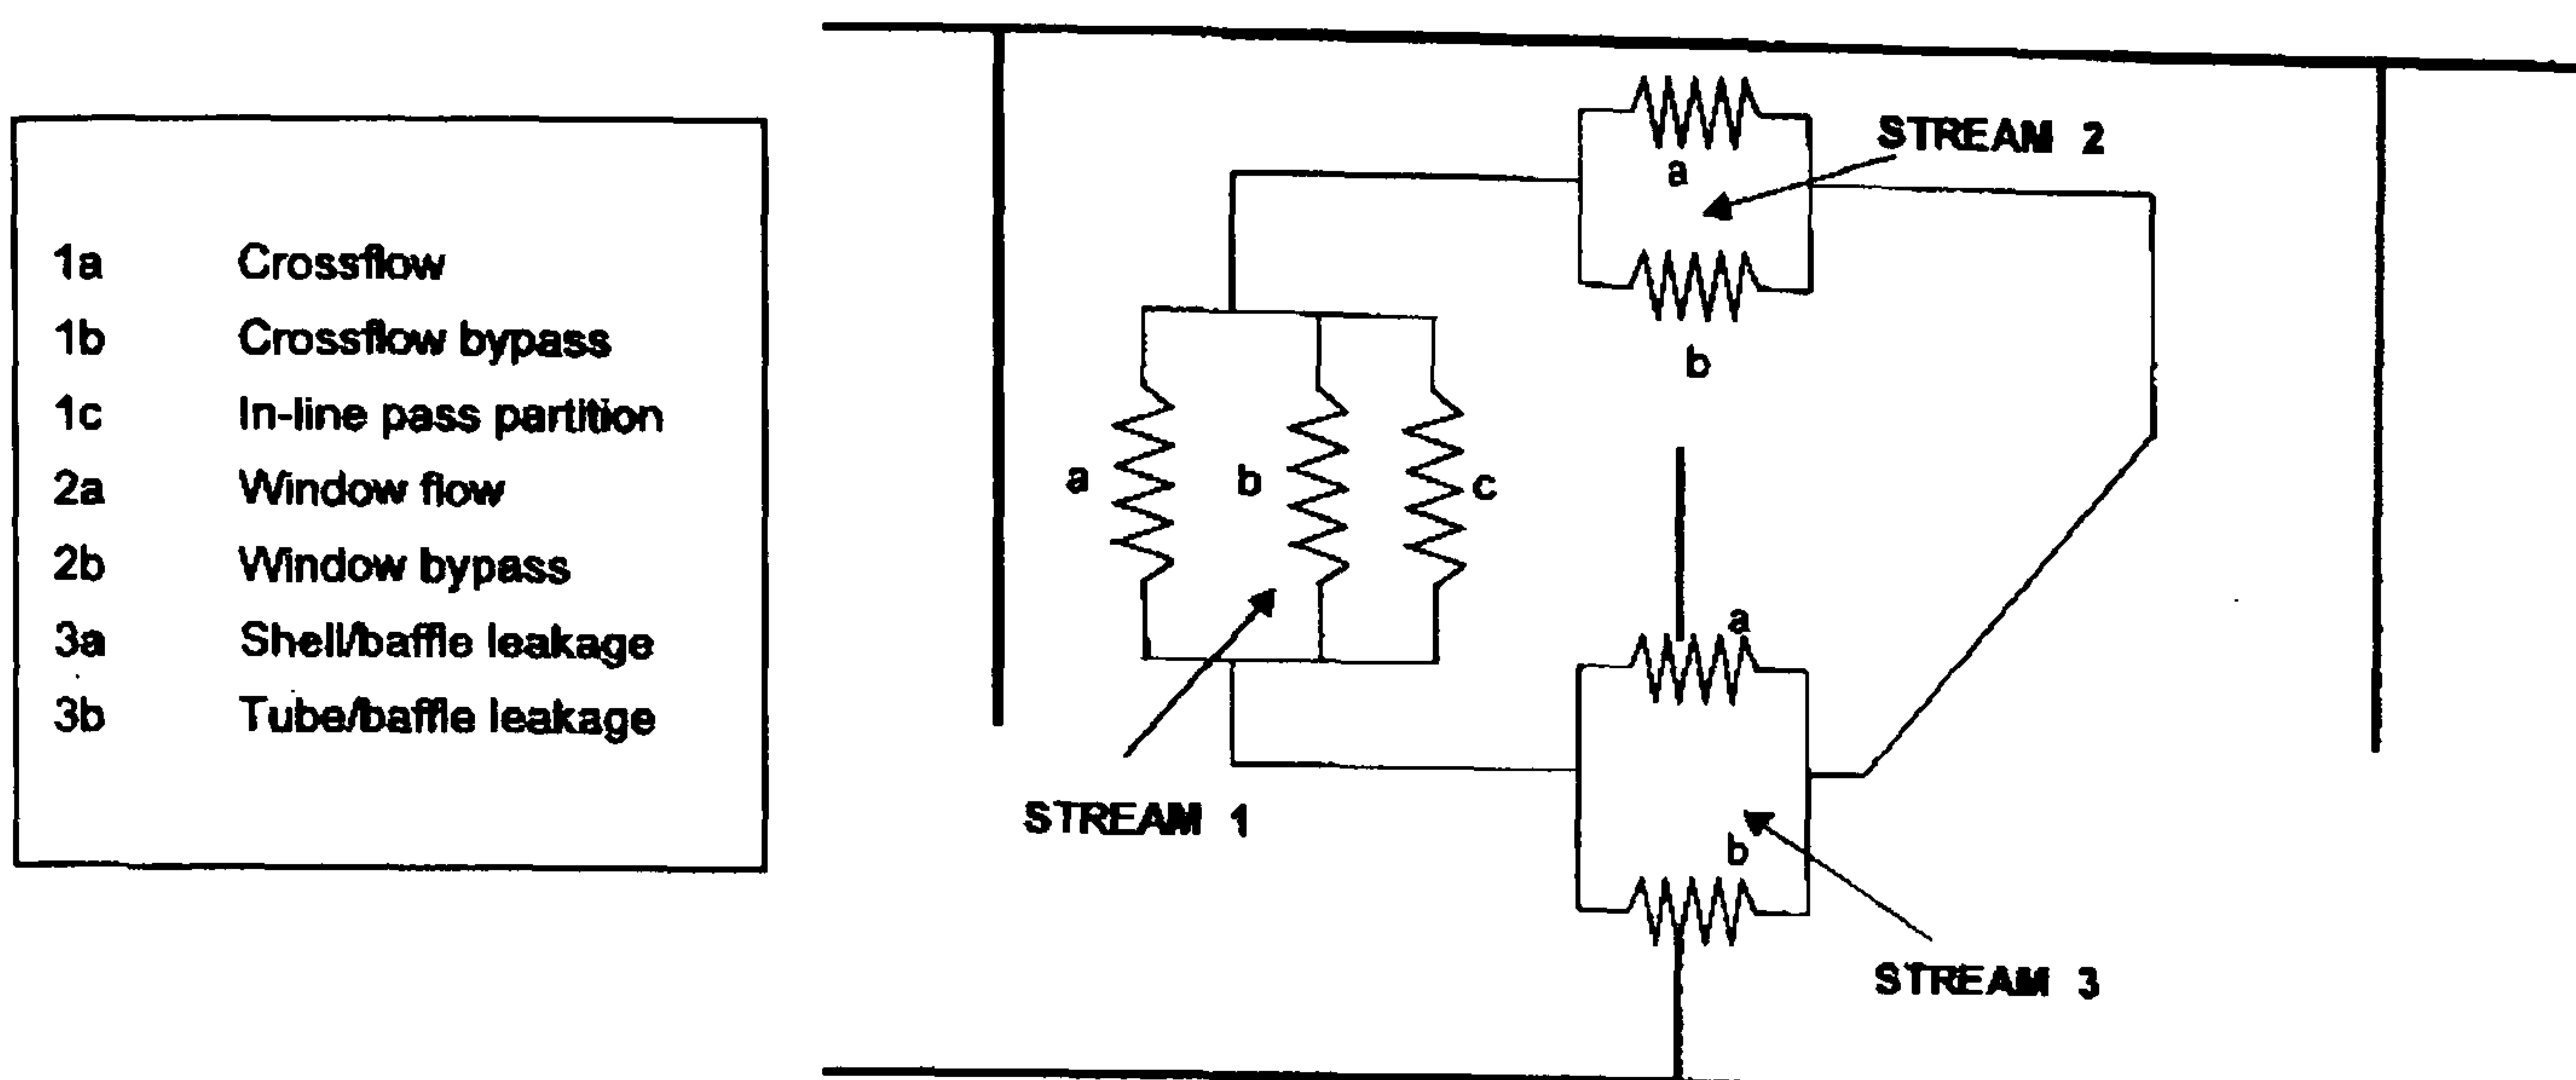 1a Crossflow
1b Crossflow bypass
1c In-line pass partition
2a Window flow
2b Window bypass
3a Shell/baffle leakage
3b Tube/baffle leakage
STREAM 2
a
b
a
b
c
STREAM 1
a
b
STREAM 3